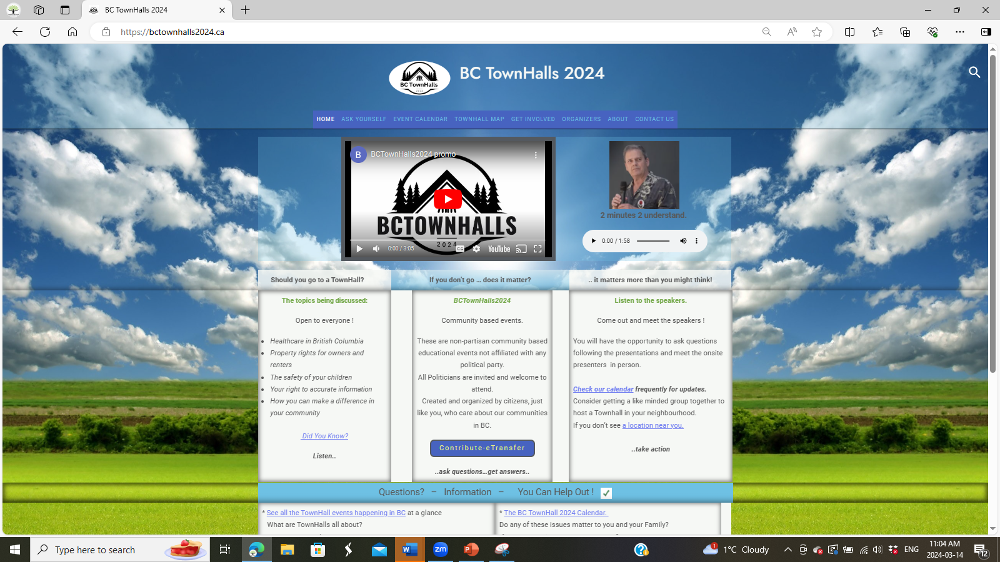 BC TownHalls 2024
https://bctownhalls2024.ca
BC TownHalls
2024
BC TownHalls 2024
HOME ASK YOURSELF EVENT CALENDAR TOWNHALL MAP GET INVOLVED ORGANIZERS ABOUT CONTACT US
B BCTownHalls2024 promo
BCTOWNHALLS
2024
0:00 / 3:05 CC YouTube
2 minutes 2 understand.
0:00 / 1:58
Should you go to a TownHall?
If you don't go ... does it matter?
.. it matters more than you might think!
The topics being discussed:
Open to everyone !
• Healthcare in British Columbia
• Property rights for owners and
renters
• The safety of your children
• Your right to accurate information
• How you can make a difference in
your community
Did You Know?
Listen..
BCTownHalls2024
Community based events.
These are non-partisan community based
educational events not affiliated with any
political party.
All Politicians are invited and welcome to
attend.
Created and organized by citizens, just
like you, who care about our communities
in BC.
Contribute-eTransfer
..ask questions...get answers..
Listen to the speakers.
Come out and meet the speakers !
You will have the opportunity to ask questions
following the presentations and meet the onsite
presenters in person.
Check our calendar frequently for updates.
Consider getting a like minded group together to
host a Townhall in your neighbourhood.
If you don't see a location near you.
..take action
Questions? – Information – You Can Help Out !
* See all the TownHall events happening in BC at a glance
What are TownHalls all about?
* The BC TownHall 2024 Calendar.
Do any of these issues matter to you and your Family?
Type here to search
zm
1
1°C Cloudy
ENG
11:04 AM
2024-03-14
12